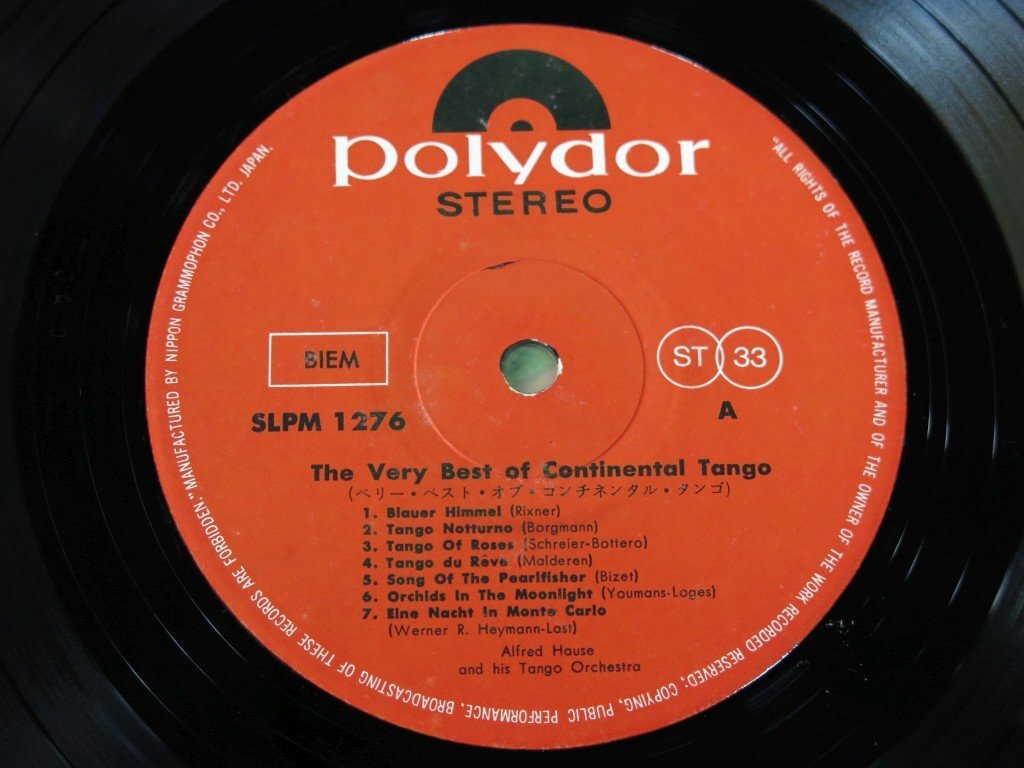 polydor
STEREO
BIEM
ST 33
SLPM 1276
A
The Very Best of Continental Tango
(ベリー・ベスト・オブ・コンチネンタル・タンゴ)
1. Blauer Himmel (Rixner)
2. Tango Notturno (Borgmann)
3. Tango Of Roses (Schreier-Bottero)
4. Tango du Rêve (Malderen)
5. Song Of The Pearlfisher (Bizet)
6. Orchids In The Moonlight (Youmans-Loges)
7. Eine Nacht In Monte Carlo
(Werner R. Heymann-Last)
Alfred Hause
and his Tango Orchestra
"ALL RIGHTS OF THE RECORD MANUFACTURER AND OF THE OWNER OF THE WORK RECORDED RESERVED; COPYING, PUBLIC PERFORMANCE, BROADCASTING OF THESE RECORDS ARE FORBIDDEN." MANUFACTURED BY NIPPON GRAMMOPHON CO., LTD. JAPAN.